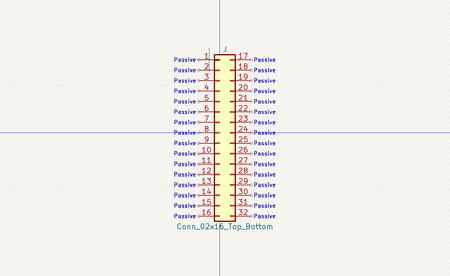 J
Passive 1 17 Passive
Passive 2 18 Passive
Passive 3 19 Passive
Passive 4 20 Passive
Passive 5 21 Passive
Passive 6 22 Passive
Passive 7 23 Passive
Passive 8 24 Passive
Passive 9 25 Passive
Passive 10 26 Passive
Passive 11 27 Passive
Passive 12 28 Passive
Passive 13 29 Passive
Passive 14 30 Passive
Passive 15 31 Passive
Passive 16 32 Passive
Conn_02x16_Top_Bottom